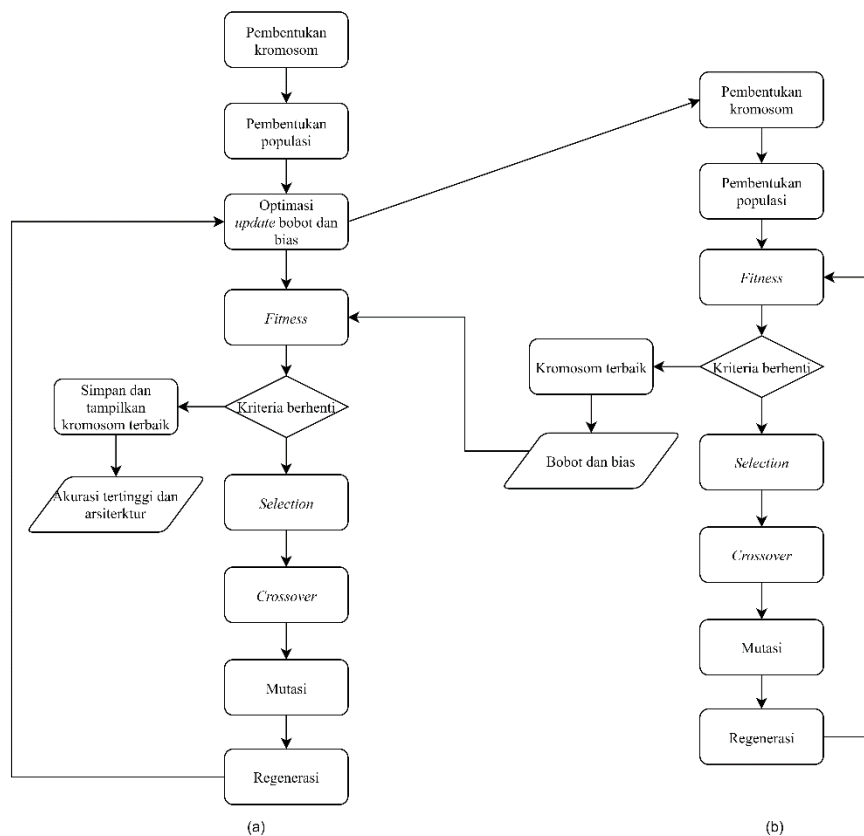 Pembentukan
kromosom
Pembentukan
populasi
Optimasi
update bobot dan
bias
Fitness
Kriteria berhenti
Simpan dan
tampilkan
kromosom terbaik
Akurasi tertinggi dan
arsiterktur
Selection
Crossover
Mutasi
Regenerasi
(a)
Pembentukan
kromosom
Pembentukan
populasi
Fitness
Kriteria berhenti
Kromosom terbaik
Bobot dan bias
Selection
Crossover
Mutasi
Regenerasi
(b)